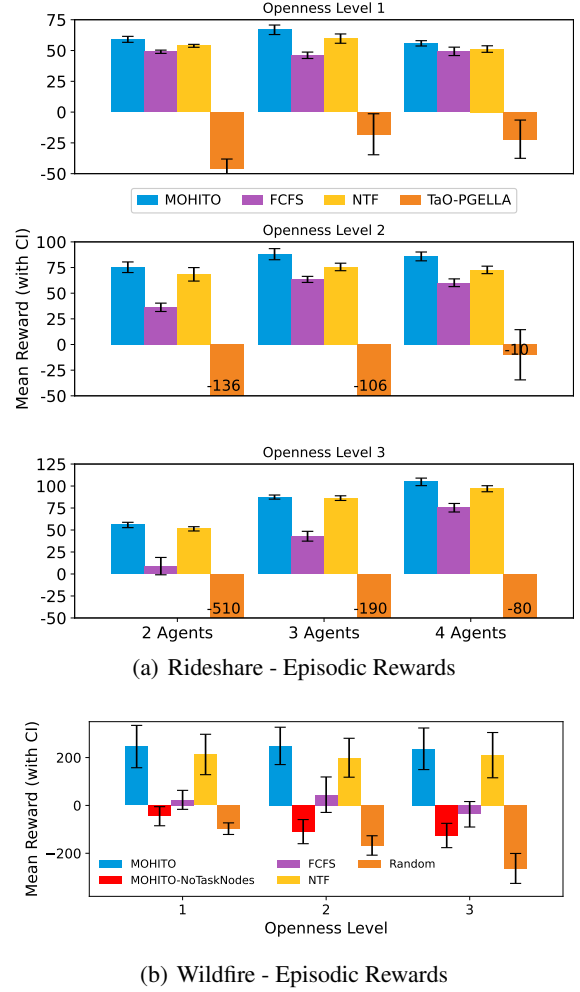 Openness Level 1
75
50
25
0
-25
-50
MOHITO FCFS NTF TaO-PGELLA
Mean Reward (with CI)
Openness Level 2
100
75
50
25
0
-25
-50
-136 -106 -10
Openness Level 3
125
100
75
50
25
0
-25
-50
-510 -190 -80
2 Agents 3 Agents 4 Agents
(a) Rideshare - Episodic Rewards
Mean Reward (with CI)
200
0
−200
MOHITO FCFS Random
MOHITO-NoTaskNodes NTF
1 2 3
Openness Level
(b) Wildfire - Episodic Rewards